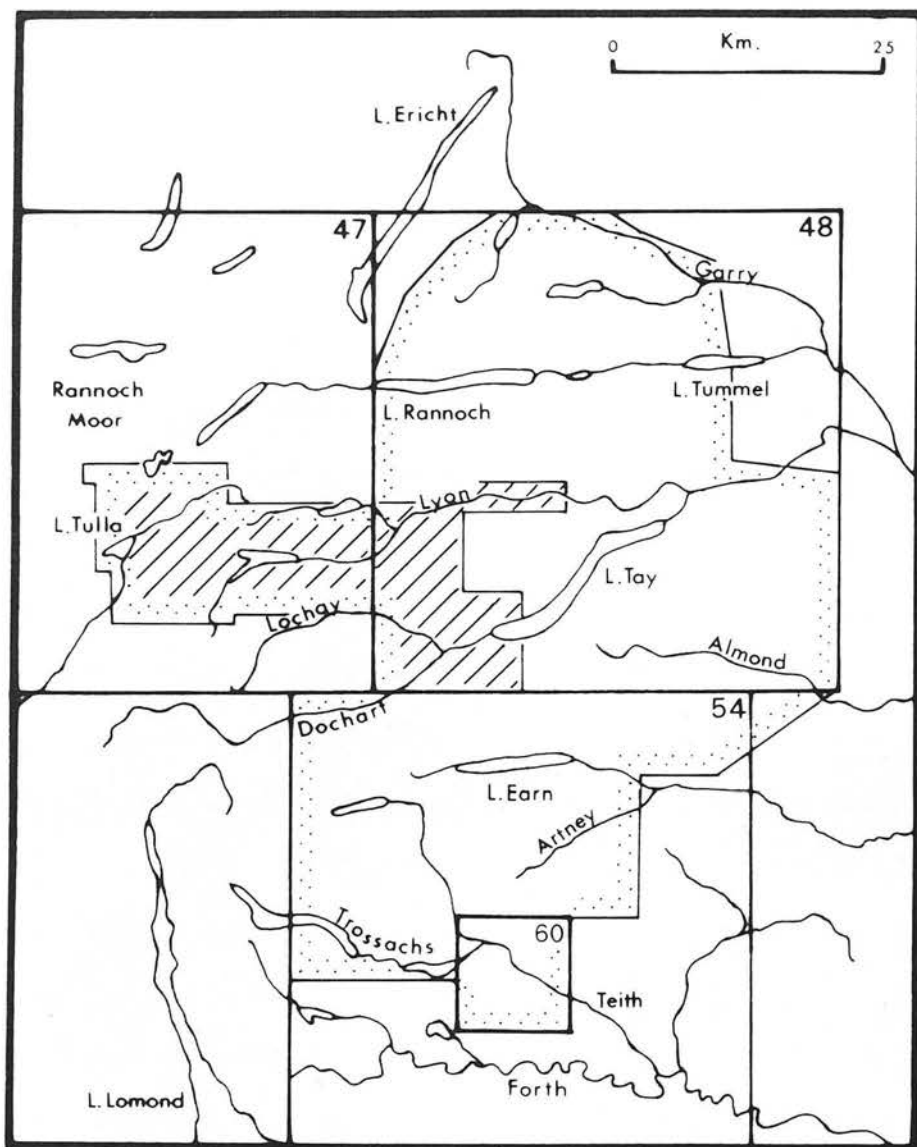 Km.
0 25
L. Ericht
47
48
Garry
Rannoch
Moor
L. Rannoch
L. Tummel
Lyon
L. Tulla
L. Tay
Lochay
Almond
Dochart
54
L. Earn
Artney
Trossachs
60
Teith
Forth
L. Lomond